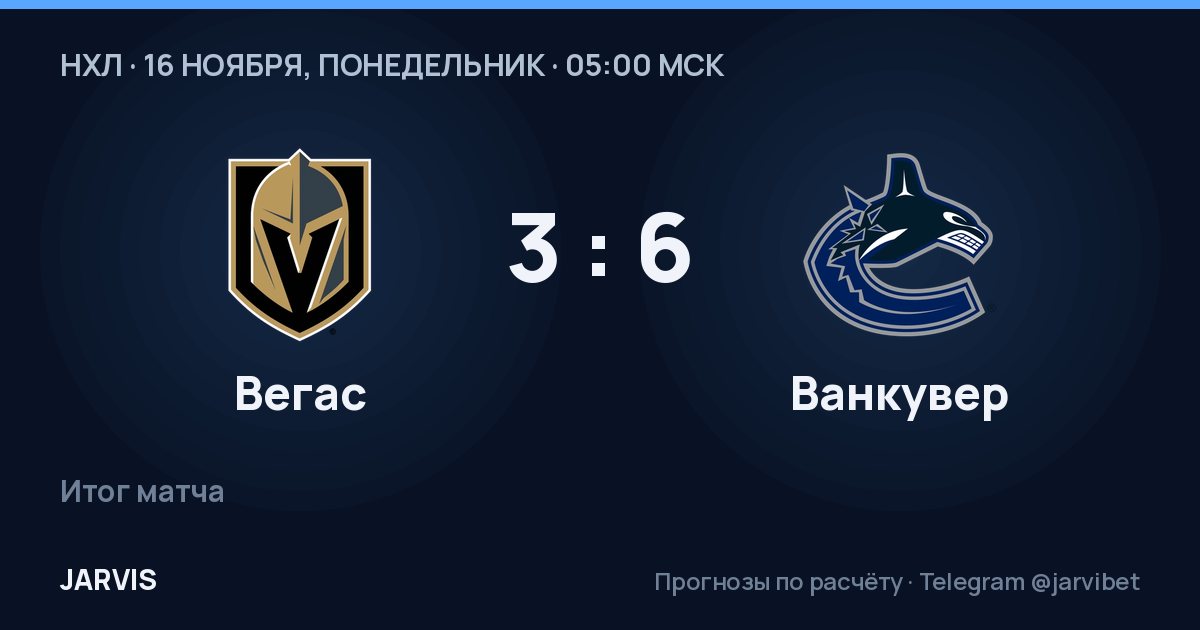 НХЛ · 16 НОЯБРЯ, ПОНЕДЕЛЬНИК · 05:00 МСК
3 : 6
Вегас
Ванкувер
Итог матча
JARVIS
Прогнозы по расчёту · Telegram @jarvibet